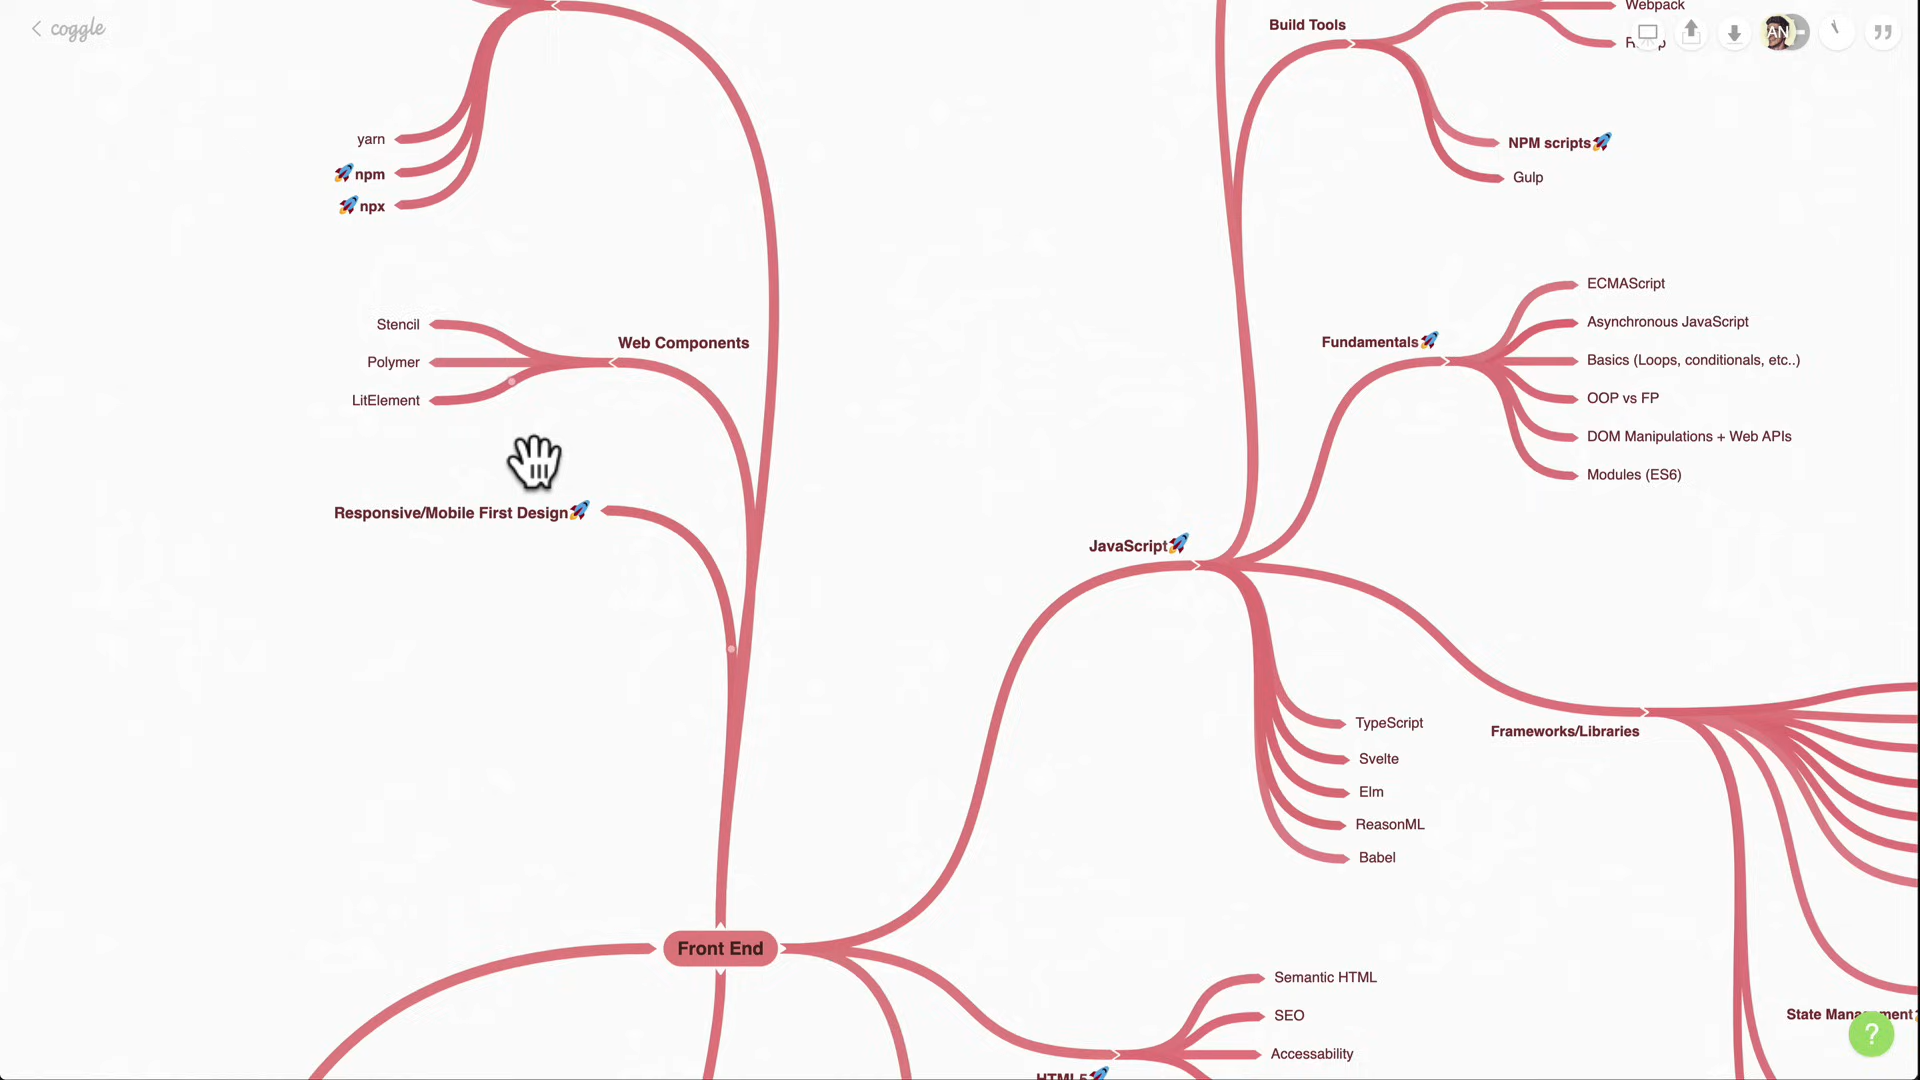 coggle
Build Tools
Webpack
AN
NPM scripts
Gulp
yarn
npm
npx
Stencil
Polymer
LitElement
Web Components
Responsive/Mobile First Design
Fundamentals
ECMAScript
Asynchronous JavaScript
Basics (Loops, conditionals, etc..)
OOP vs FP
DOM Manipulations + Web APIs
Modules (ES6)
JavaScript
TypeScript
Svelte
Elm
ReasonML
Babel
Frameworks/Libraries
Front End
Semantic HTML
SEO
Accessability
HTML5
State Management
?